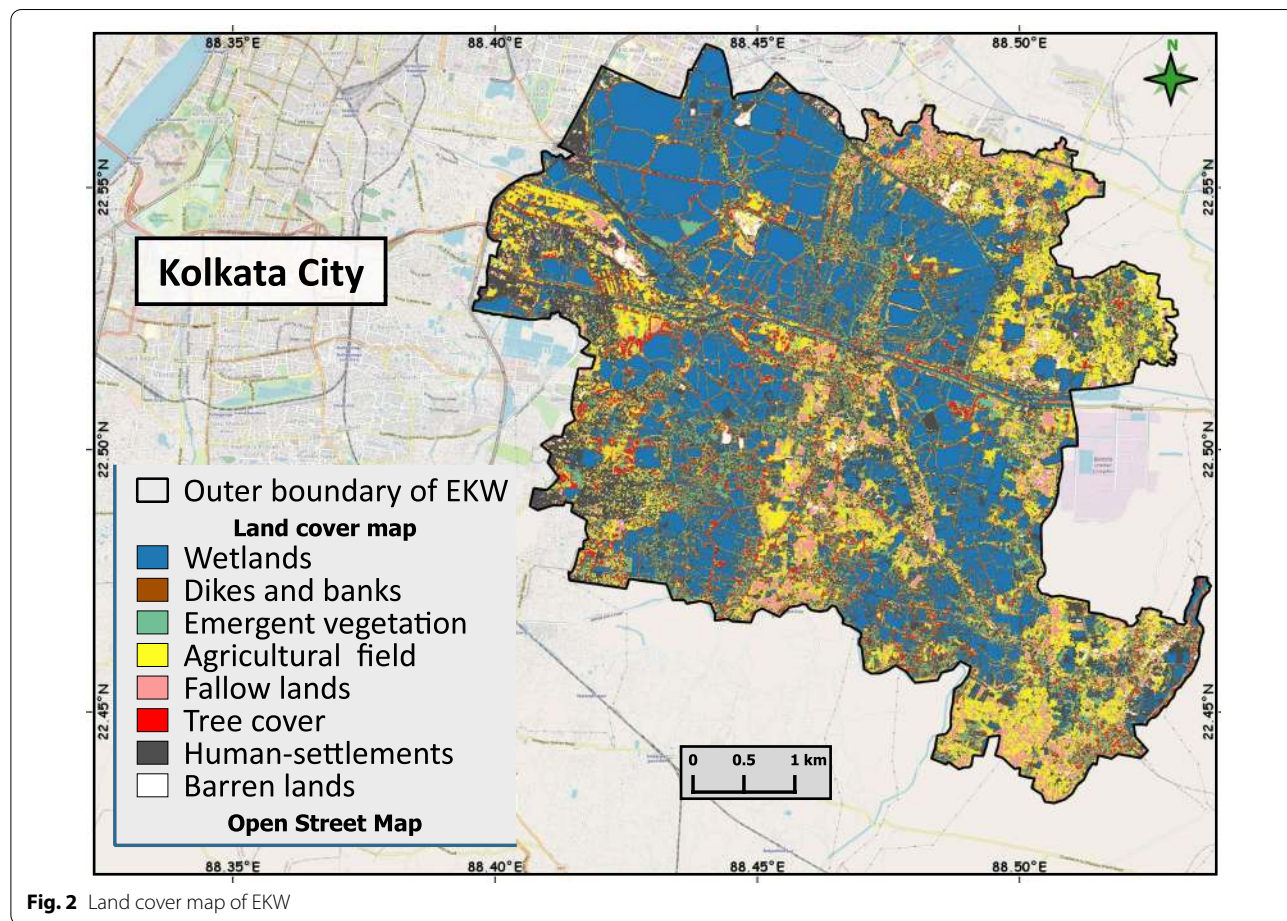 88.35°E 88.40°E 88.45°E 88.50°E
N
22.55°N 22.55°N
Kolkata City
22.50°N 22.50°N
Outer boundary of EKW
Land cover map
Wetlands
Dikes and banks
Emergent vegetation
Agricultural field
Fallow lands
Tree cover
Human-settlements
Barren lands
Open Street Map
22.45°N 22.45°N
0 0.5 1 km
88.35°E 88.40°E 88.45°E 88.50°E
Fig. 2 Land cover map of EKW